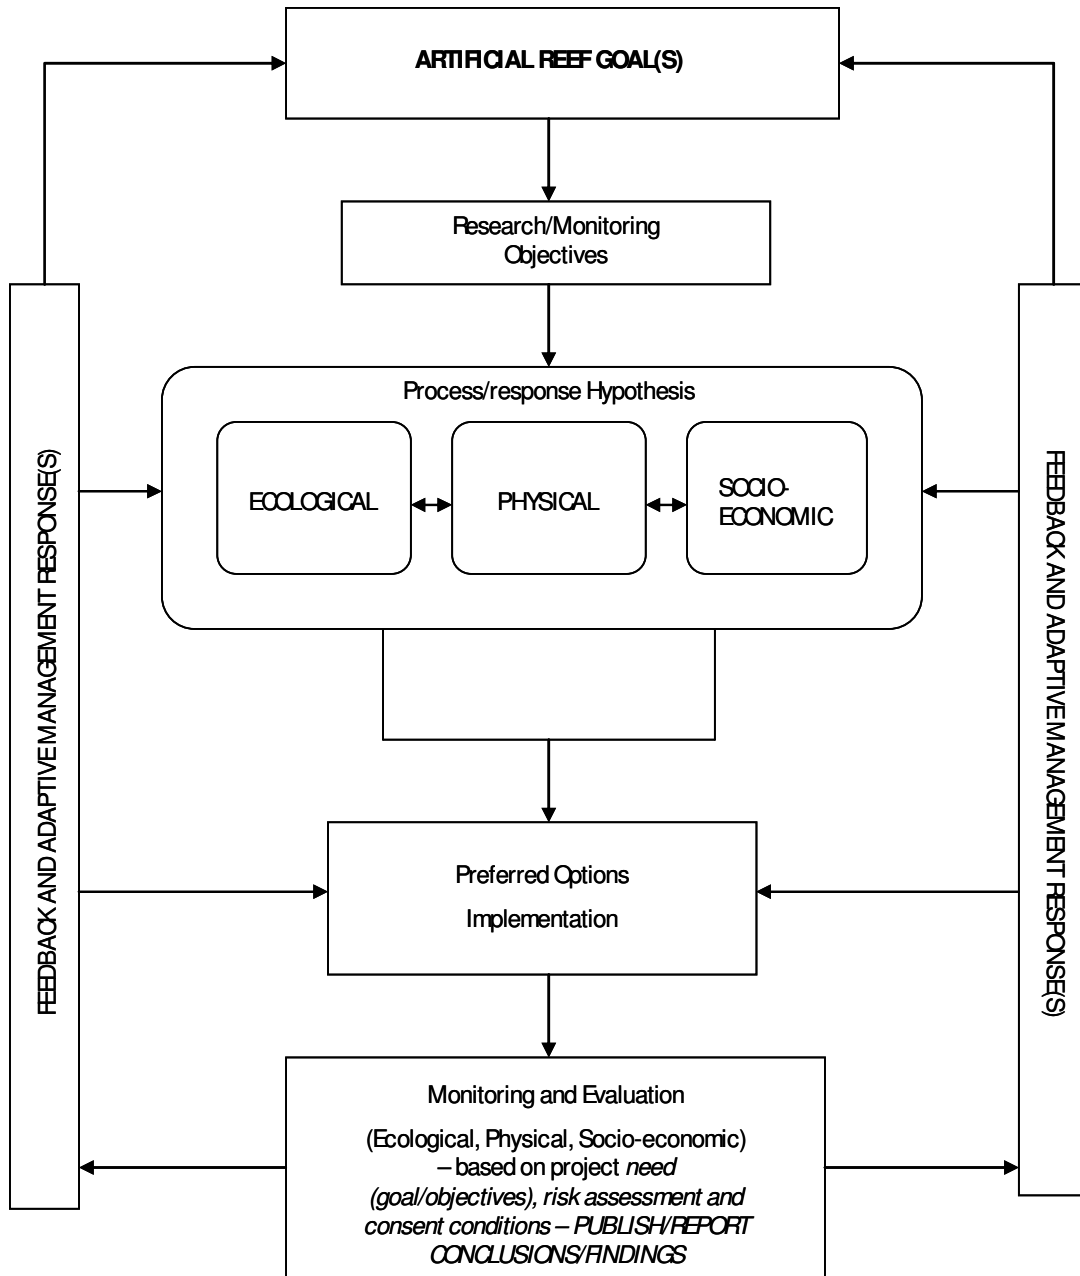 ARTIFICIAL REEF GOAL(S)
Research/Monitoring
Objectives
Process/response Hypothesis
ECOLOGICAL
PHYSICAL
SOCIO-
ECONOMIC
FEEDBACK AND ADAPTIVE MANAGEMENT RESPONSE(S)
FEEDBACK AND ADAPTIVE MANAGEMENT RESPONSE(S)
Preferred Options
Implementation
Monitoring and Evaluation
(Ecological, Physical, Socio-economic)
– based on project need
(goal/objectives), risk assessment and
consent conditions – PUBLISH/REPORT
CONCLUSIONS/FINDINGS